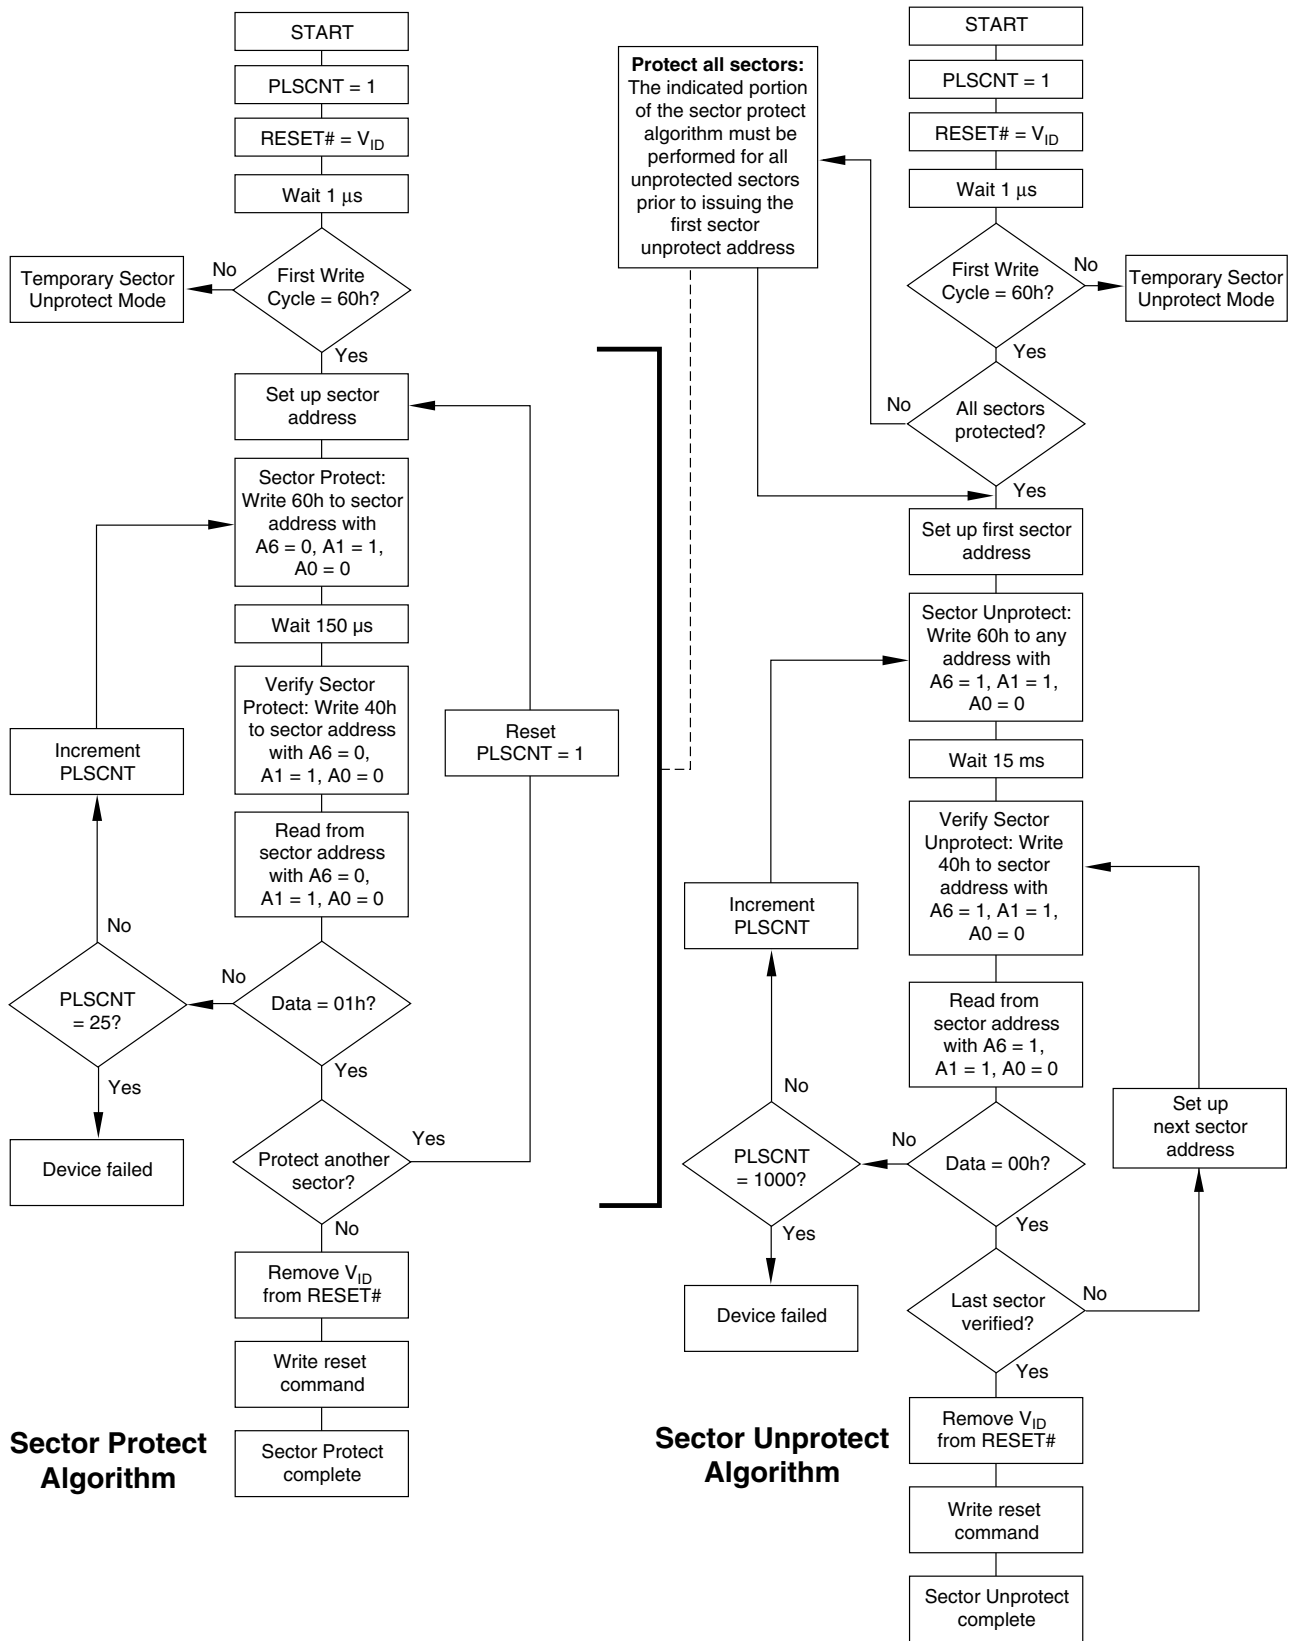 START
PLSCNT = 1
RESET# = VID
Wait 1 μs
First Write
Cycle = 60h?
No
Temporary Sector
Unprotect Mode
Yes
Set up sector
address
Sector Protect:
Write 60h to sector
address with
A6 = 0, A1 = 1,
A0 = 0
Wait 150 µs
Verify Sector
Protect: Write 40h
to sector address
with A6 = 0,
A1 = 1, A0 = 0
Reset
PLSCNT = 1
Increment
PLSCNT
Read from
sector address
with A6 = 0,
A1 = 1, A0 = 0
No
No
PLSCNT
= 25?
Data = 01h?
Yes
Yes
Device failed
Yes
Protect another
sector?
No
Remove VID
from RESET#
Write reset
command
Sector Protect
complete
Sector Protect
Algorithm
Protect all sectors:
The indicated portion
of the sector protect
algorithm must be
performed for all
unprotected sectors
prior to issuing the
first sector
unprotect address
START
PLSCNT = 1
RESET# = VID
Wait 1 μs
First Write
Cycle = 60h?
No
Temporary Sector
Unprotect Mode
Yes
No
All sectors
protected?
Yes
Set up first sector
address
Sector Unprotect:
Write 60h to any
address with
A6 = 1, A1 = 1,
A0 = 0
Wait 15 ms
Verify Sector
Unprotect: Write
40h to sector
address with
A6 = 1, A1 = 1,
A0 = 0
Increment
PLSCNT
Read from
sector address
with A6 = 1,
A1 = 1, A0 = 0
No
No
Set up
next sector
address
PLSCNT
= 1000?
Data = 00h?
Yes
Yes
Device failed
Last sector
verified?
No
Yes
Remove VID
from RESET#
Write reset
command
Sector Unprotect
complete
Sector Unprotect
Algorithm